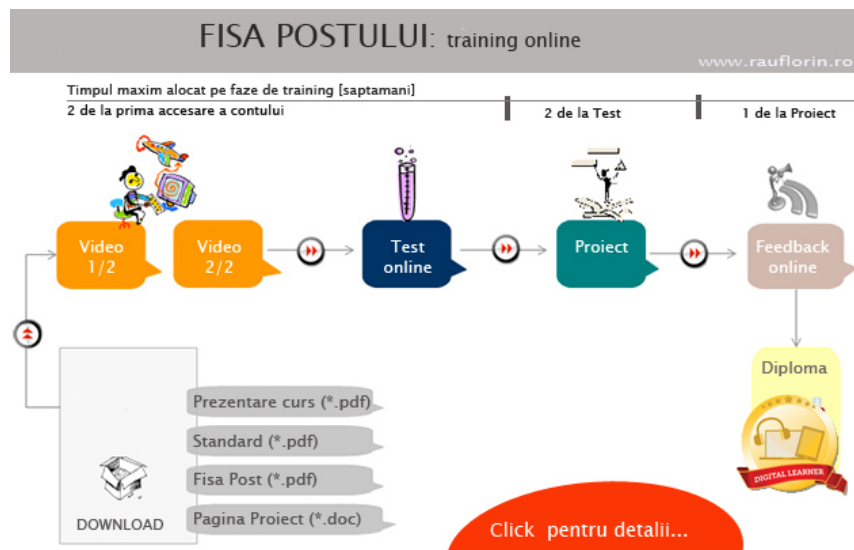 FISA POSTULUI: training online
www.rauflorin.ro
Timpul maxim alocat pe faze de training [saptamani]
2 de la prima accesare a contului
2 de la Test
1 de la Proiect
Video
1/2
Video
2/2
Test
online
Proiect
Feedback
online
Diploma
DIGITAL LEARNER
Prezentare curs (*.pdf)
Standard (*.pdf)
Fisa Post (*.pdf)
Pagina Proiect (*.doc)
DOWNLOAD
Click pentru detalii...